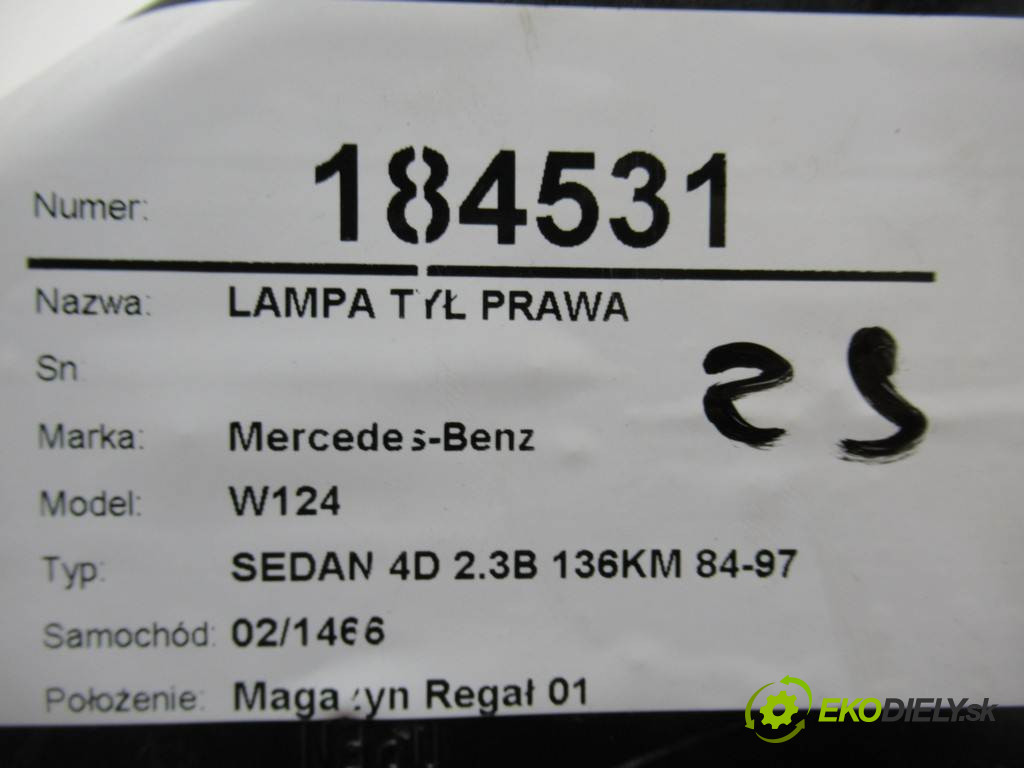 Numer: 184531
Nazwa: LAMPA TYŁ PRAWA
Sn
Marka: Mercedes-Benz
Model: W124
Typ: SEDAN 4D 2.3B 136KM 84-97
Samochód: 02/1466
Położenie: Magazyn Regał 01
EKODIELY.sk